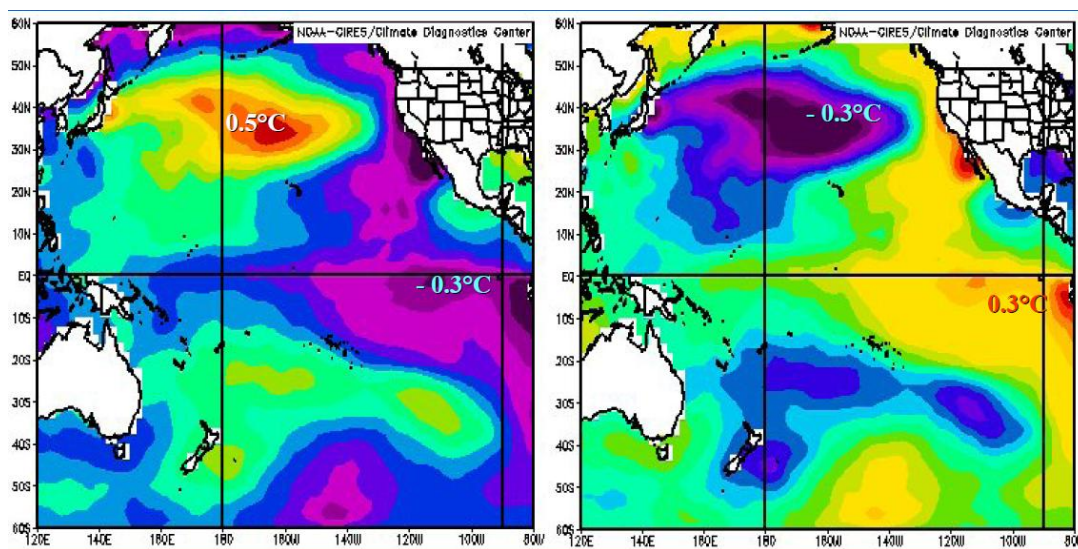 NOAA-CIRES/Climate Diagnostics Center
60N
50N
40N
30N
20N
10N
EQ
10S
20S
30S
40S
50S
60S
0.5°C
- 0.3°C
120E 140E 160E 180 160W 140W 120W 100W 80W
NOAA-CIRES/Climate Diagnostics Center
60N
50N
40N
30N
20N
10N
EQ
10S
20S
30S
40S
50S
60S
- 0.3°C
0.3°C
120E 140E 160E 180 160W 140W 120W 100W 80